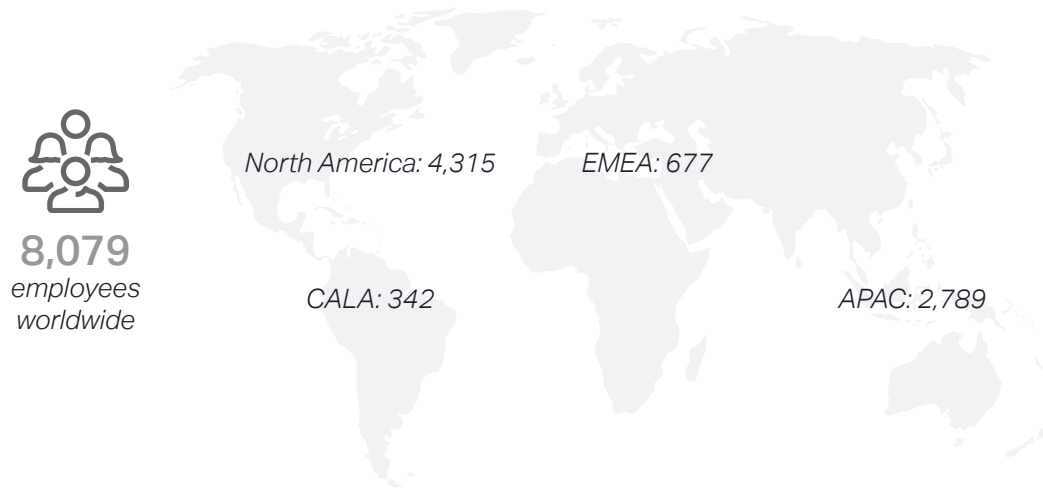 North America: 4,315
EMEA: 677
8,079
employees
worldwide
CALA: 342
APAC: 2,789